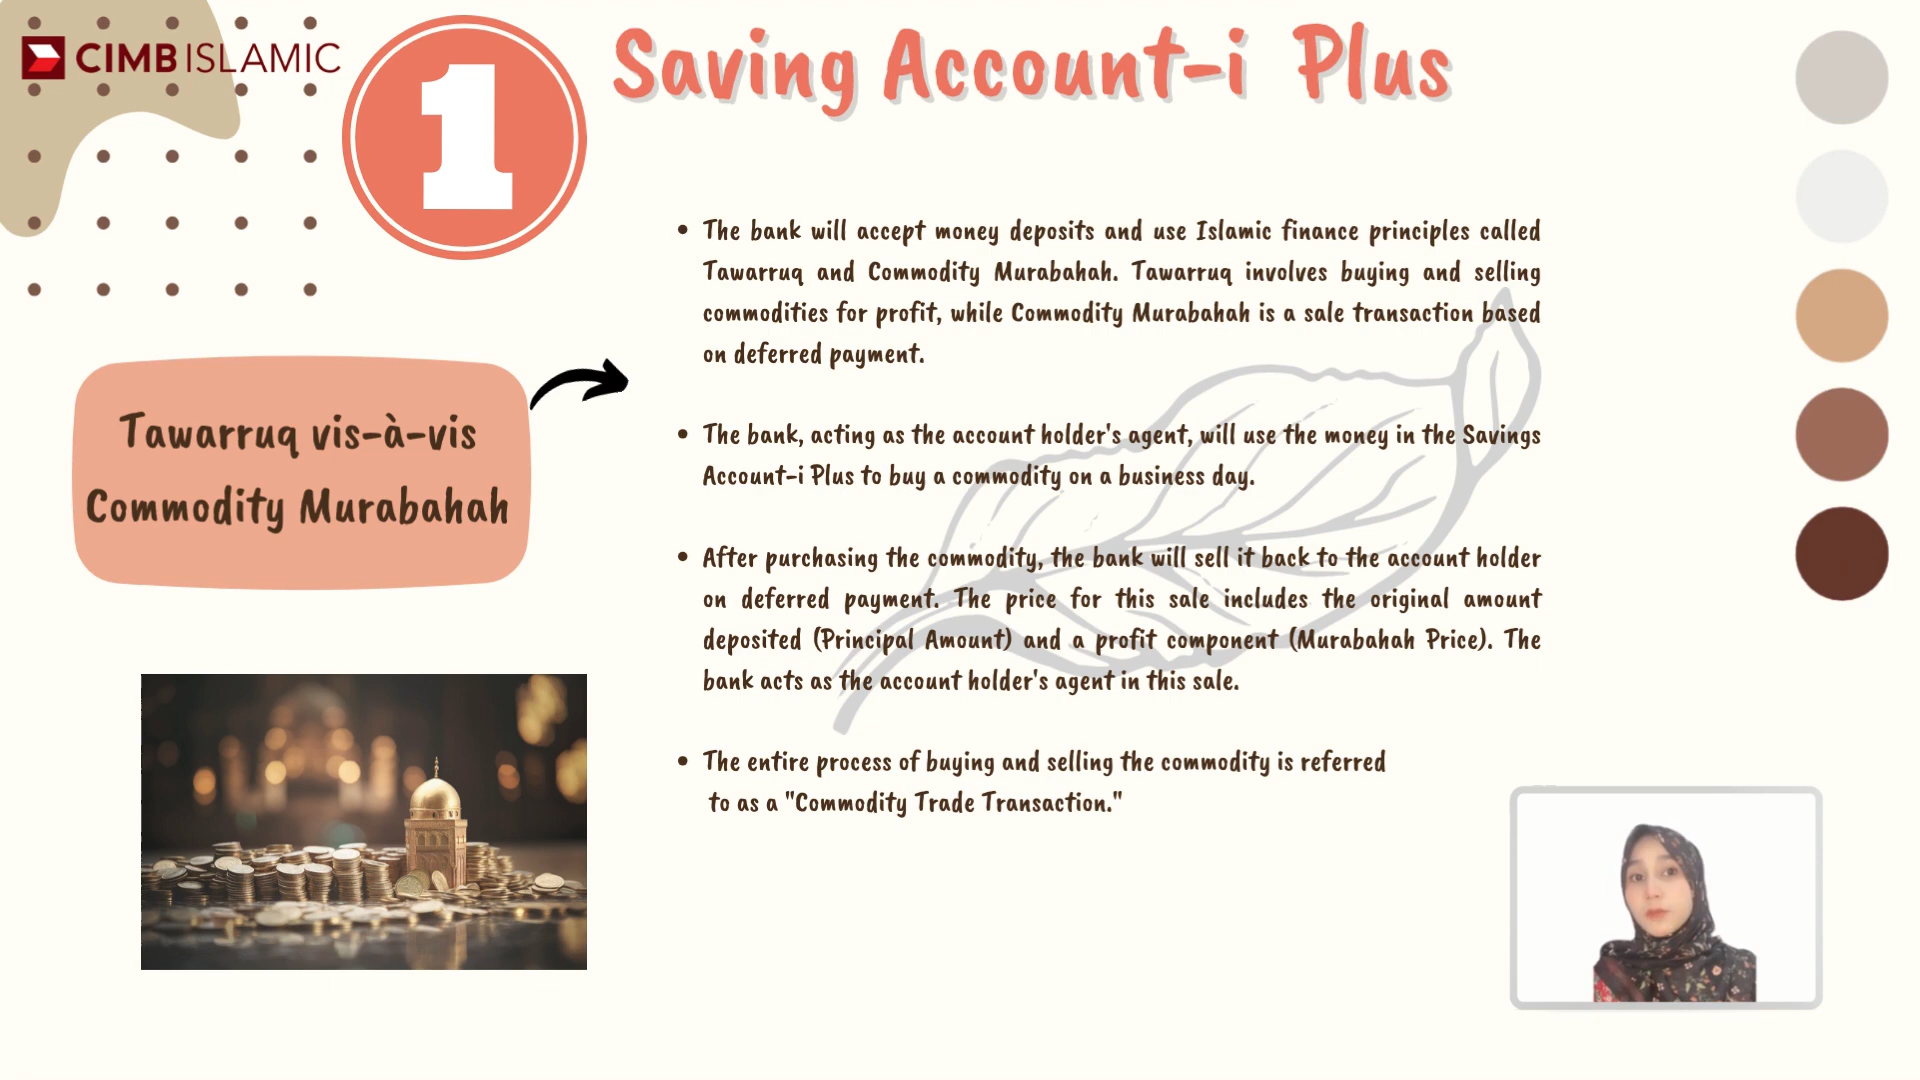 CIMB ISLAMIC
1
Saving Account-i Plus
Tawarruq vis-à-vis
Commodity Murabahah
• The bank will accept money deposits and use Islamic finance principles called
Tawarruq and Commodity Murabahah. Tawarruq involves buying and selling
commodities for profit, while Commodity Murabahah is a sale transaction based
on deferred payment.
• The bank, acting as the account holder's agent, will use the money in the Savings
Account-i Plus to buy a commodity on a business day.
• After purchasing the commodity, the bank will sell it back to the account holder
on deferred payment. The price for this sale includes the original amount
deposited (Principal Amount) and a profit component (Murabahah Price). The
bank acts as the account holder's agent in this sale.
• The entire process of buying and selling the commodity is referred
to as a "Commodity Trade Transaction."